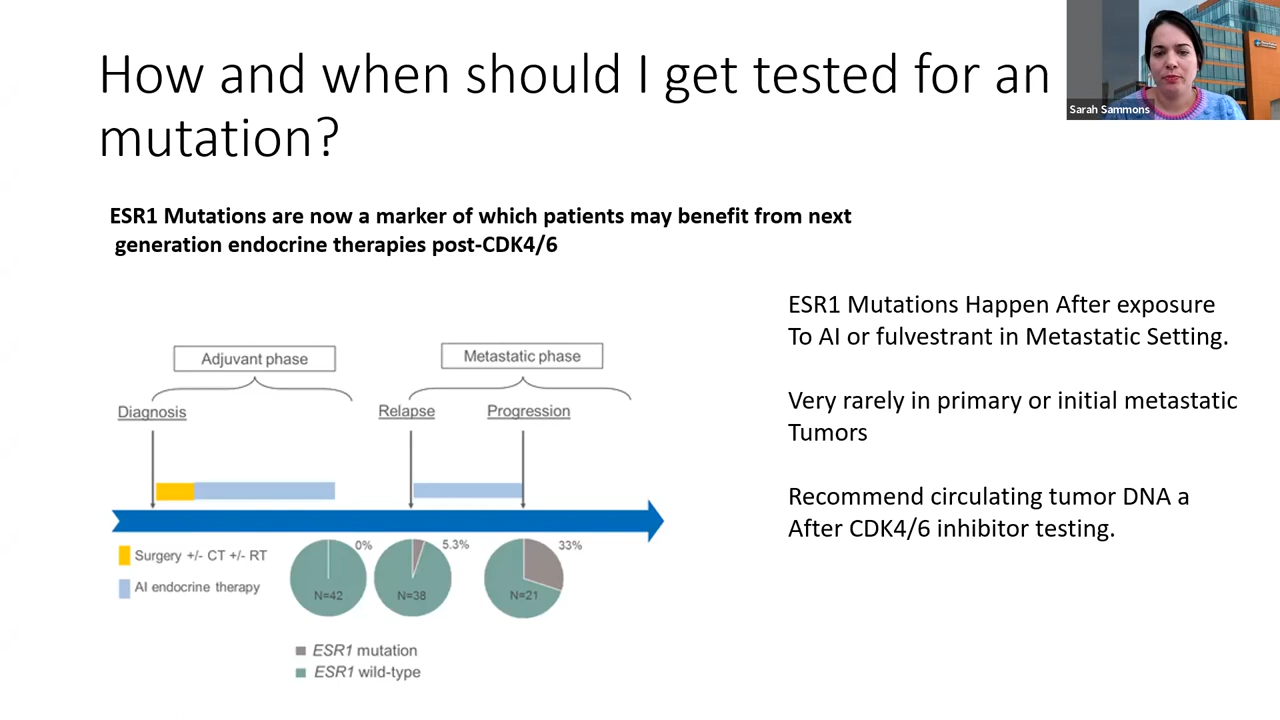 How and when should I get tested for an
mutation?
Sarah Sammons
ESR1 Mutations are now a marker of which patients may benefit from next
generation endocrine therapies post-CDK4/6
ESR1 Mutations Happen After exposure
To AI or fulvestrant in Metastatic Setting.
Very rarely in primary or initial metastatic
Tumors
Recommend circulating tumor DNA a
After CDK4/6 inhibitor testing.
Adjuvant phase
Metastatic phase
Diagnosis
Relapse
Progression
Surgery +/- CT +/- RT
AI endocrine therapy
0%
5.3%
33%
N=42
N=38
N=21
ESR1 mutation
ESR1 wild-type